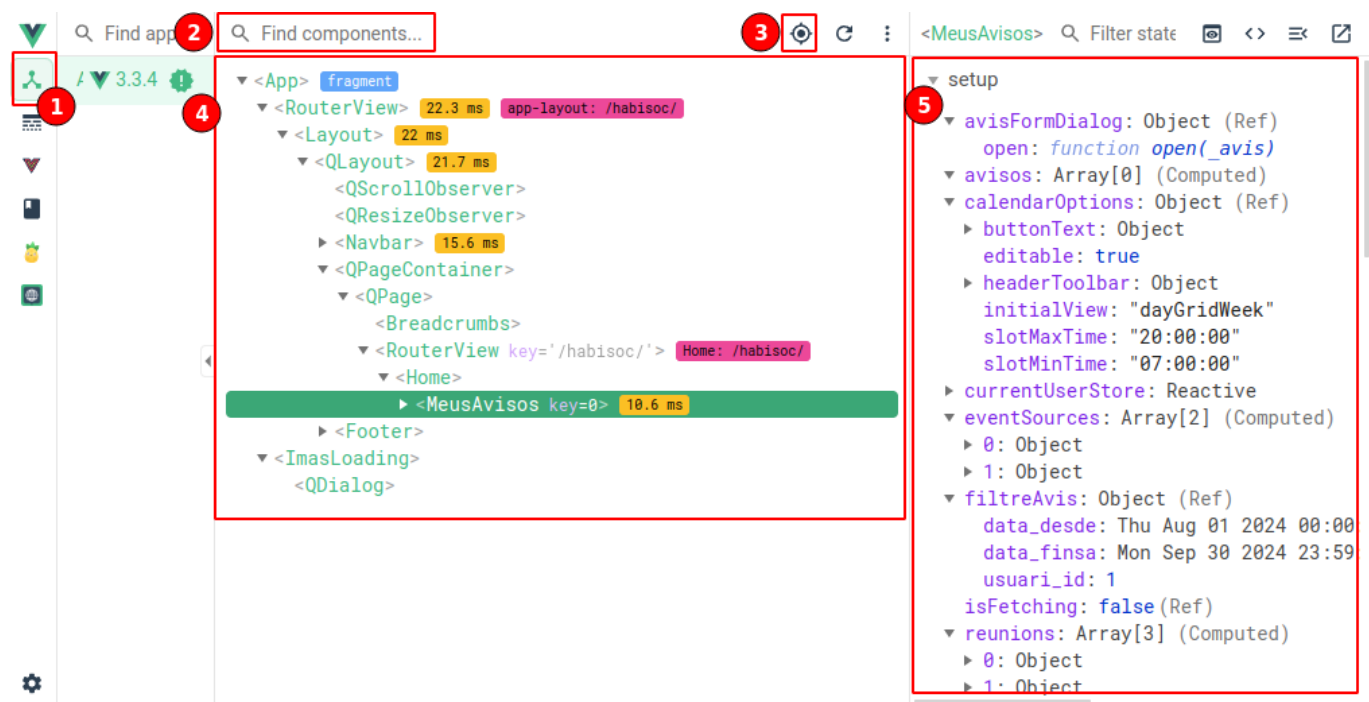 Find app
2
Find components...
3
<MeusAvisos>
Filter state
1
3.3.4
4
5
<App> fragment
<RouterView> 22.3 ms app-layout: /habisoc/
<Layout> 22 ms
<QLayout> 21.7 ms
<QScrollObserver>
<QResizeObserver>
<Navbar> 15.6 ms
<QPageContainer>
<QPage>
<Breadcrumbs>
<RouterView key='/habisoc/'> Home: /habisoc/
<Home>
<MeusAvisos key=0> 10.6 ms
<Footer>
<ImasLoading>
<QDialog>
setup
avisFormDialog: Object (Ref)
open: function open(_avis)
avisos: Array[0] (Computed)
calendarOptions: Object (Ref)
buttonText: Object
editable: true
headerToolbar: Object
initialView: "dayGridWeek"
slotMaxTime: "20:00:00"
slotMinTime: "07:00:00"
currentUserStore: Reactive
eventSources: Array[2] (Computed)
0: Object
1: Object
filtreAvis: Object (Ref)
data_desde: Thu Aug 01 2024 00:00
data_finsa: Mon Sep 30 2024 23:59
usuari_id: 1
isFetching: false (Ref)
reunions: Array[3] (Computed)
0: Object
1: Object